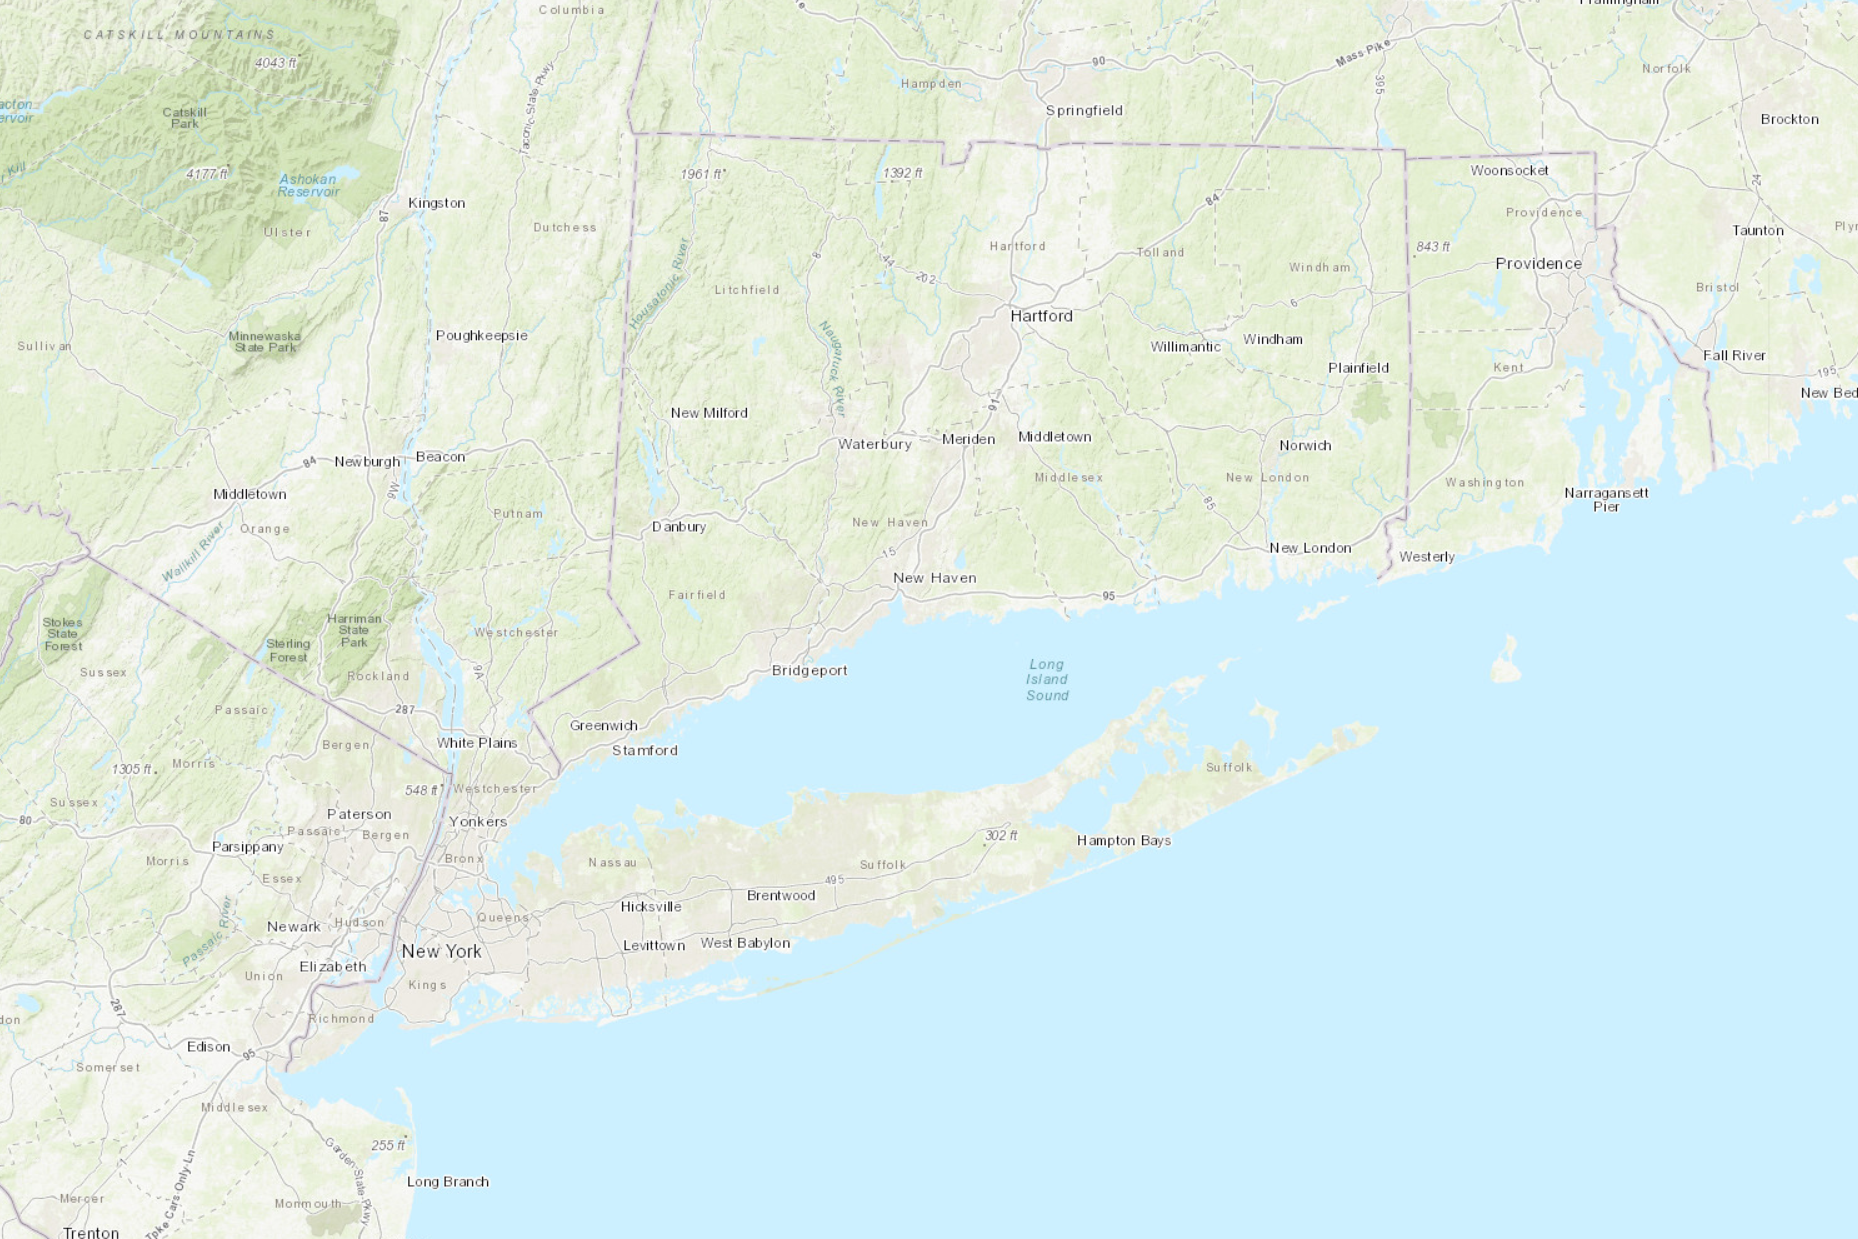 Columbia
Framingham
CATSKILL MOUNTAINS
4043 ft
Mass-Pike
90
Hampden
395
Norfolk
Taconic-State-Pkwy
Springfield
Catskill
Park
Brockton
4177 ft
Ashokan
Reservoir
1961 ft
1392 ft
Woonsocket
24
84
Kingston
87
Providence
Ulster
Dutchess
Taunton
Hartford
Tolland
843 ft
8
44
202
Windham
Providence
Housatonic River
Litchfield
Bristol
6
Hartford
Minnewaska
State Park
Sullivan
Poughkeepsie
Naugatuck River
Willimantic
Windham
Fall River
Plainfield
Kent
195
New Bed
91
New Milford
Waterbury
Meriden
Middletown
Norwich
84
Newburgh
Beacon
9W
Middlesex
New London
Washington
Middletown
85
Narragansett
Pier
Orange
Putnam
Danbury
New Haven
Wallkill River
15
New London
Westerly
New Haven
Fairfield
95
Stokes
State
Forest
Harriman
State
Park
Westchester
Sterling
Forest
Sussex
Rockland
9A
Bridgeport
Long
Island
Sound
Passaic
287
Greenwich
Bergen
White Plains
Stamford
1305 ft
Morris
Suffolk
548 ft
Westchester
Sussex
80
Paterson
Yonkers
Passaic
Bergen
302 ft
Hampton Bays
Parsippany
Morris
Bronx
Nassau
Suffolk
Essex
495
Brentwood
Hicksville
Passaic River
Newark
Hudson
Queens
New York
Levittown
West Babylon
Elizabeth
Union
Kings
287
Richmond
Edison
95
Somerset
Middlesex
255 ft
Garden-State-Pkwy
1
Long Branch
Tpke Cars Only-Ln
Mercer
Monmouth
Trenton